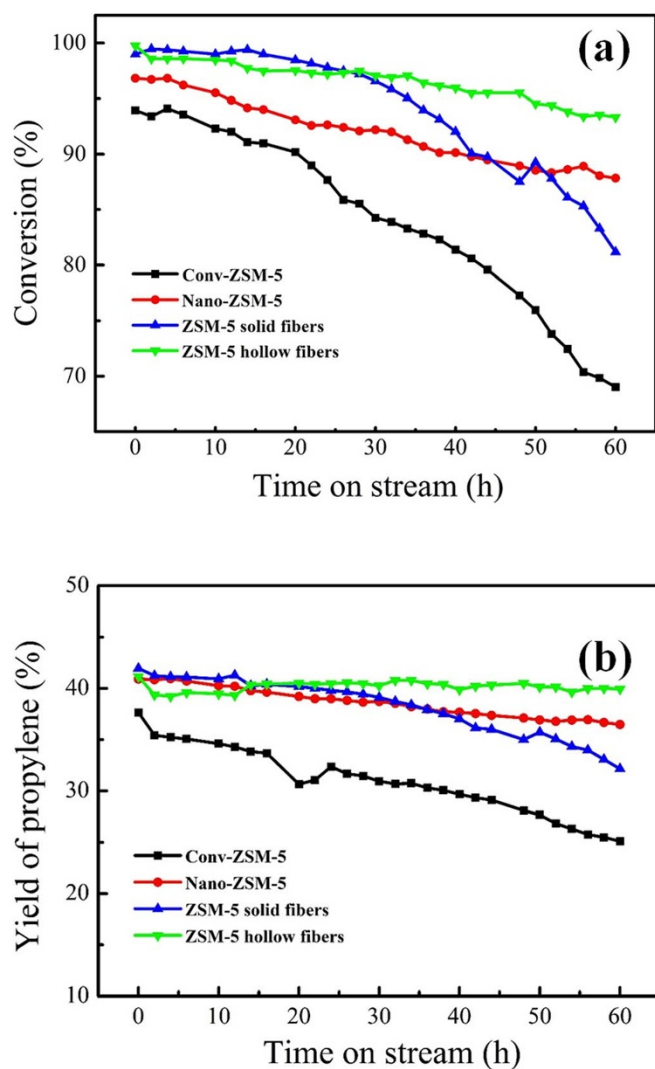 (a)
Conversion (%)
100
90
80
70
Conv-ZSM-5
Nano-ZSM-5
ZSM-5 solid fibers
ZSM-5 hollow fibers
0 10 20 30 40 50 60
Time on stream (h)
(b)
Yield of propylene (%)
50
40
30
20
10
Conv-ZSM-5
Nano-ZSM-5
ZSM-5 solid fibers
ZSM-5 hollow fibers
0 10 20 30 40 50 60
Time on stream (h)